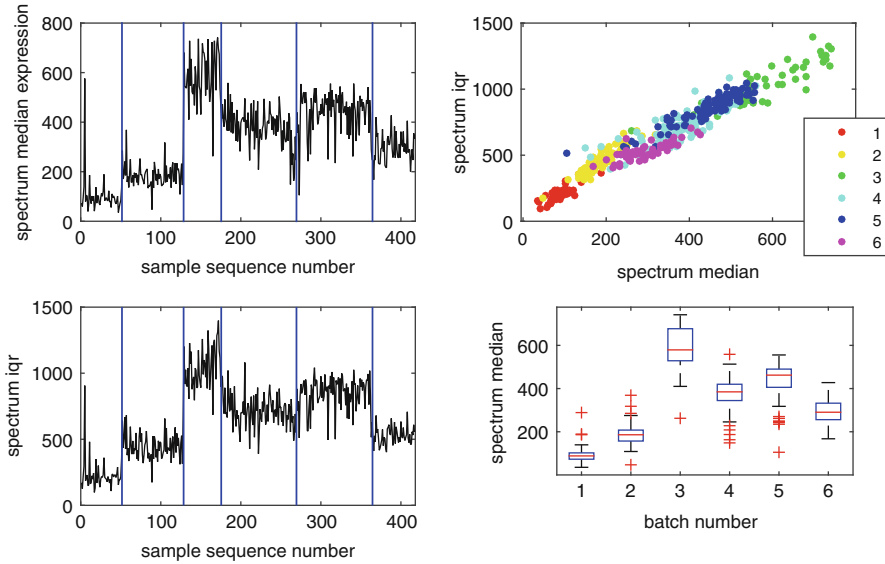 800
600
400
200
0
0 100 200 300 400
spectrum median expression
sample sequence number
1500
1000
500
0
0 200 400 600
spectrum iqr
spectrum median
1
2
3
4
5
6
1500
1000
500
0
0 100 200 300 400
spectrum iqr
sample sequence number
600
400
200
1 2 3 4 5 6
spectrum median
batch number